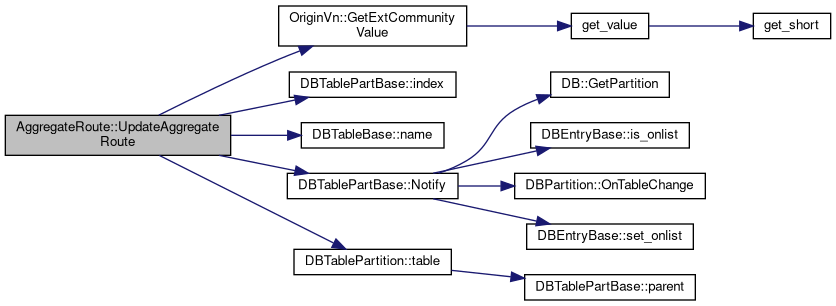 AggregateRoute::UpdateAggregate
Route
OriginVn::GetExtCommunity
Value
get_value
get_short
DBTablePartBase::index
DBTableBase::name
DBTablePartBase::Notify
DB::GetPartition
DBEntryBase::is_onlist
DBPartition::OnTableChange
DBEntryBase::set_onlist
DBTablePartition::table
DBTablePartBase::parent